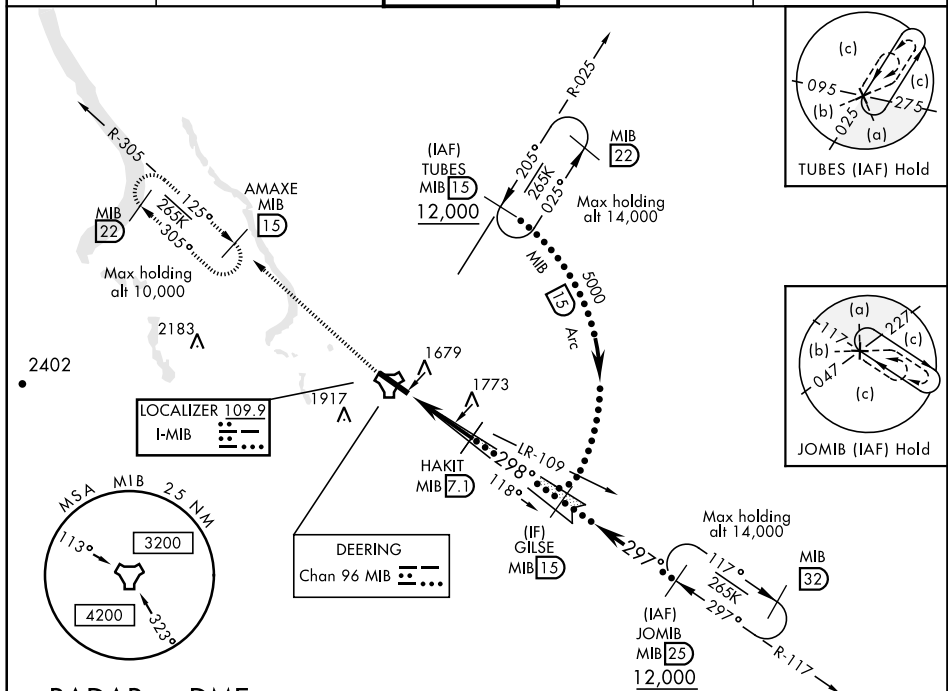 R-025
(c)
(c)
095
275
(b)
025
(a)
TUBES (IAF) Hold
R-305
(IAF)
TUBES
MIB 15
12,000
205°
265K
025°
MIB
22
Max holding
alt 14,000
AMAXE
MIB
15
MIB
22
125°
265K
305°
Max holding
alt 10,000
MIB
15
Arc
5000
(a)
117
227
(b)
(c)
047
(c)
JOMIB (IAF) Hold
2183
2402
1679
1773
1917
LOCALIZER 109.9
I-MIB
HAKIT
MIB 7.1
LR-109
298°
118°
MSA MIB 25 NM
113°
3200
4200
323°
DEERING
Chan 96 MIB
(IF)
GILSE
MIB 15
297°
Max holding
alt 14,000
117°
265K
297°
MIB
32
(IAF)
JOMIB
MIB 25
12,000
R-117
RADAR or DME